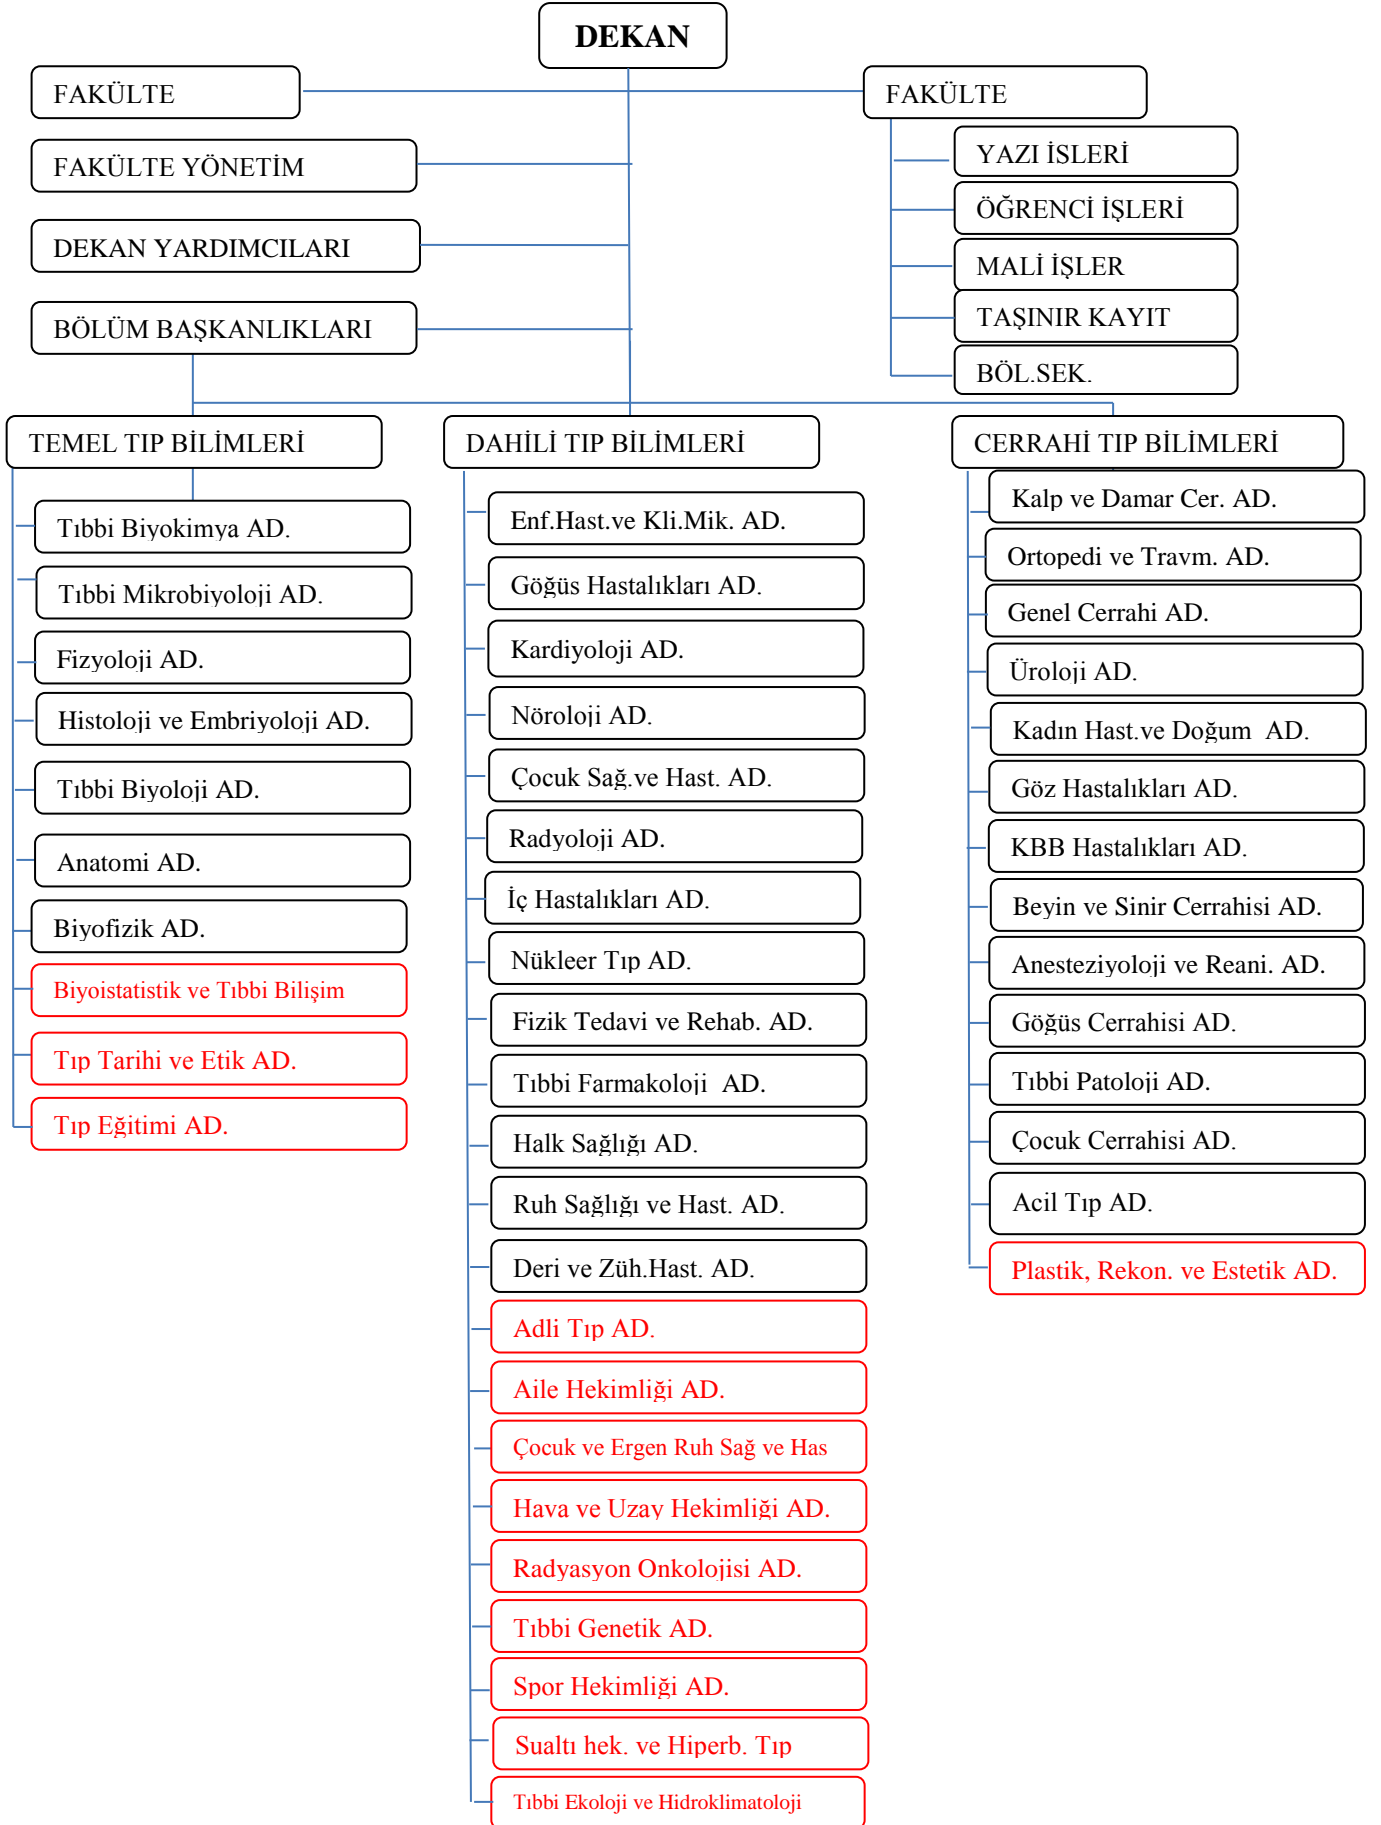 DEKAN
FAKÜLTE
FAKÜLTE
FAKÜLTE YÖNETİM
DEKAN YARDIMCILARI
BÖLÜM BAŞKANLIKLARI
YAZI İSLERİ
ÖĞRENCİ İŞLERİ
MALİ İŞLER
TAŞINIR KAYIT
BÖL.SEK.
TEMEL TIP BİLİMLERİ
Tıbbi Biyokimya AD.
Tıbbi Mikrobiyoloji AD.
Fizyoloji AD.
Histoloji ve Embriyoloji AD.
Tıbbi Biyoloji AD.
Anatomi AD.
Biyofizik AD.
Biyoistatistik ve Tıbbi Bilişim
Tıp Tarihi ve Etik AD.
Tıp Eğitimi AD.
DAHİLİ TIP BİLİMLERİ
Enf.Hast.ve Kli.Mik. AD.
Göğüs Hastalıkları AD.
Kardiyoloji AD.
Nöroloji AD.
Çocuk Sağ.ve Hast. AD.
Radyoloji AD.
İç Hastalıkları AD.
Nükleer Tıp AD.
Fizik Tedavi ve Rehab. AD.
Tıbbi Farmakoloji  AD.
Halk Sağlığı AD.
Ruh Sağlığı ve Hast. AD.
Deri ve Züh.Hast. AD.
Adli Tıp AD.
Aile Hekimliği AD.
Çocuk ve Ergen Ruh Sağ ve Has
Hava ve Uzay Hekimliği AD.
Radyasyon Onkolojisi AD.
Tıbbi Genetik AD.
Spor Hekimliği AD.
Sualtı hek. ve Hiperb. Tıp
Tıbbi Ekoloji ve Hidroklimatoloji
CERRAHİ TIP BİLİMLERİ
Kalp ve Damar Cer. AD.
Ortopedi ve Travm. AD.
Genel Cerrahi AD.
Üroloji AD.
Kadın Hast.ve Doğum  AD.
Göz Hastalıkları AD.
KBB Hastalıkları AD.
Beyin ve Sinir Cerrahisi AD.
Anesteziyoloji ve Reani. AD.
Göğüs Cerrahisi AD.
Tıbbi Patoloji AD.
Çocuk Cerrahisi AD.
Acil Tıp AD.
Plastik, Rekon. ve Estetik AD.